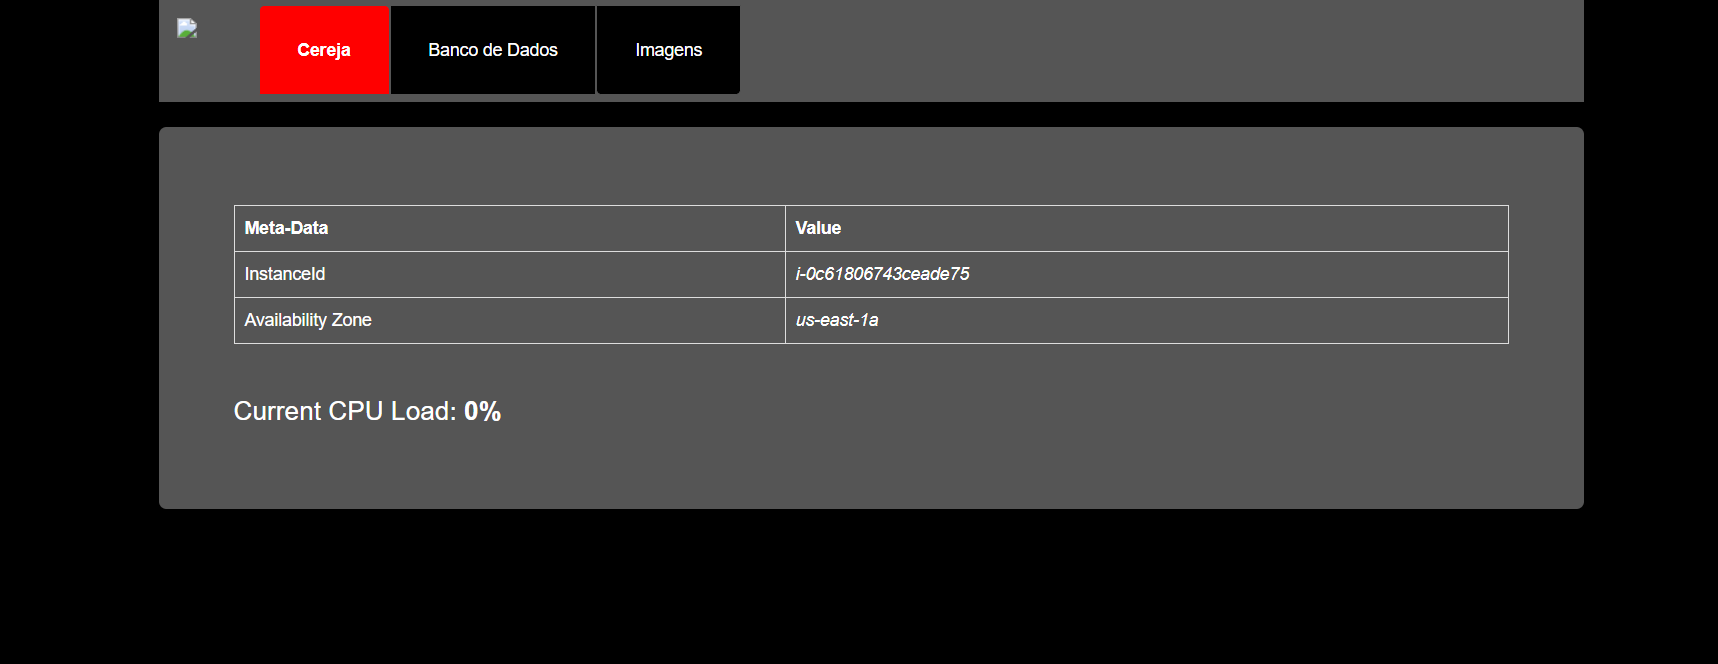 Cereja Banco de Dados Imagens
Meta-Data Value
InstanceId i-0c61806743ceade75
Availability Zone us-east-1a
Current CPU Load: 0%